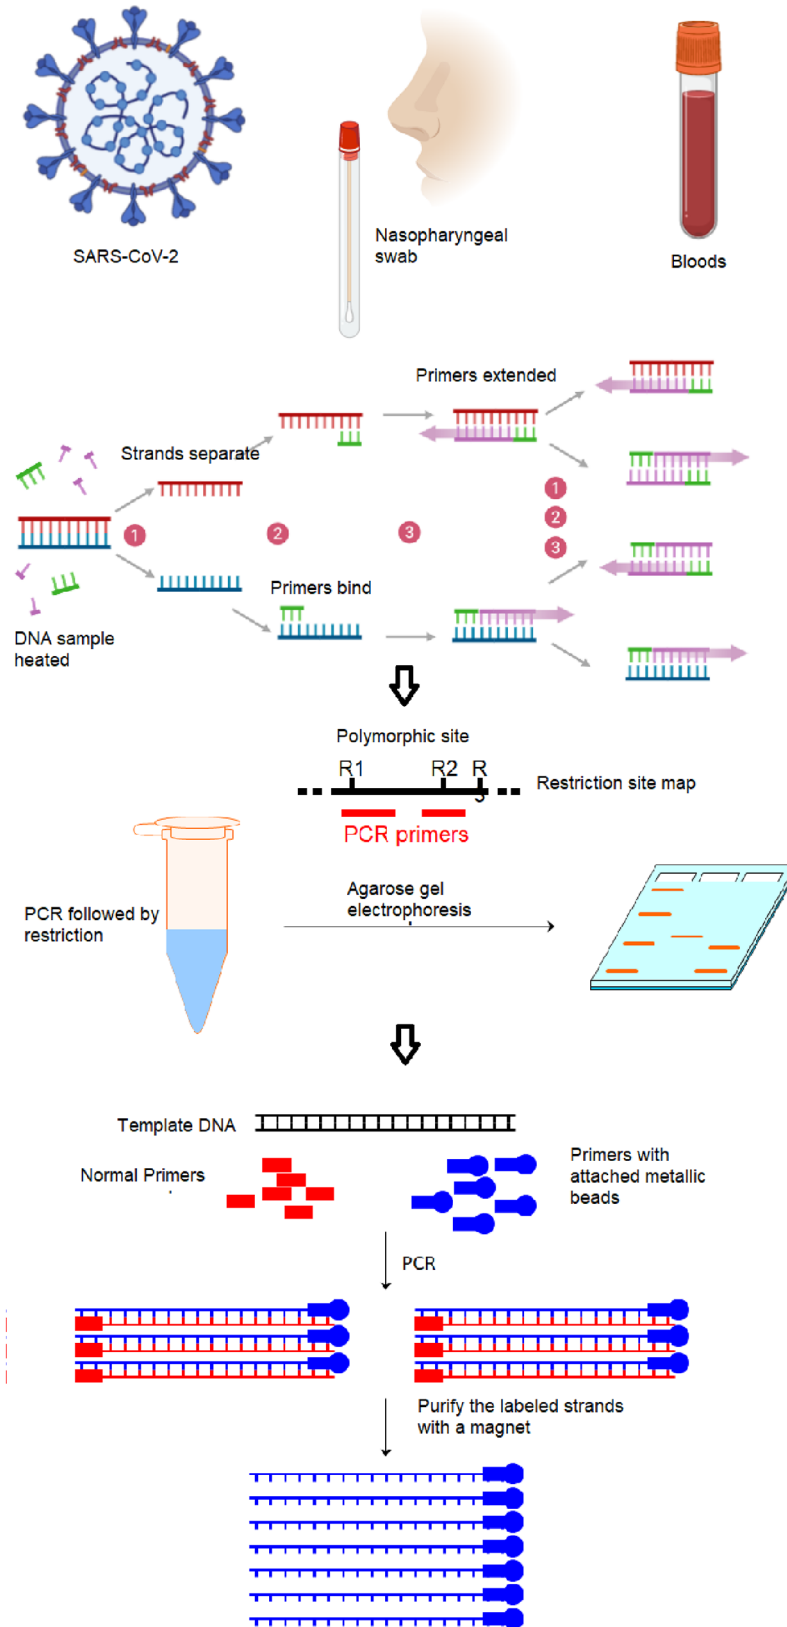 SARS-CoV-2
Nasopharyngeal
swab
Bloods
Primers extended
Strands separate
1
2
3
1
2
3
Primers bind
DNA sample
heated
Polymorphic site
R1 R2 R
3
Restriction site map
PCR primers
PCR followed by
restriction
Agarose gel
electrophoresis
Template DNA
Normal Primers
Primers with
attached metallic
beads
PCR
Purify the labeled strands
with a magnet